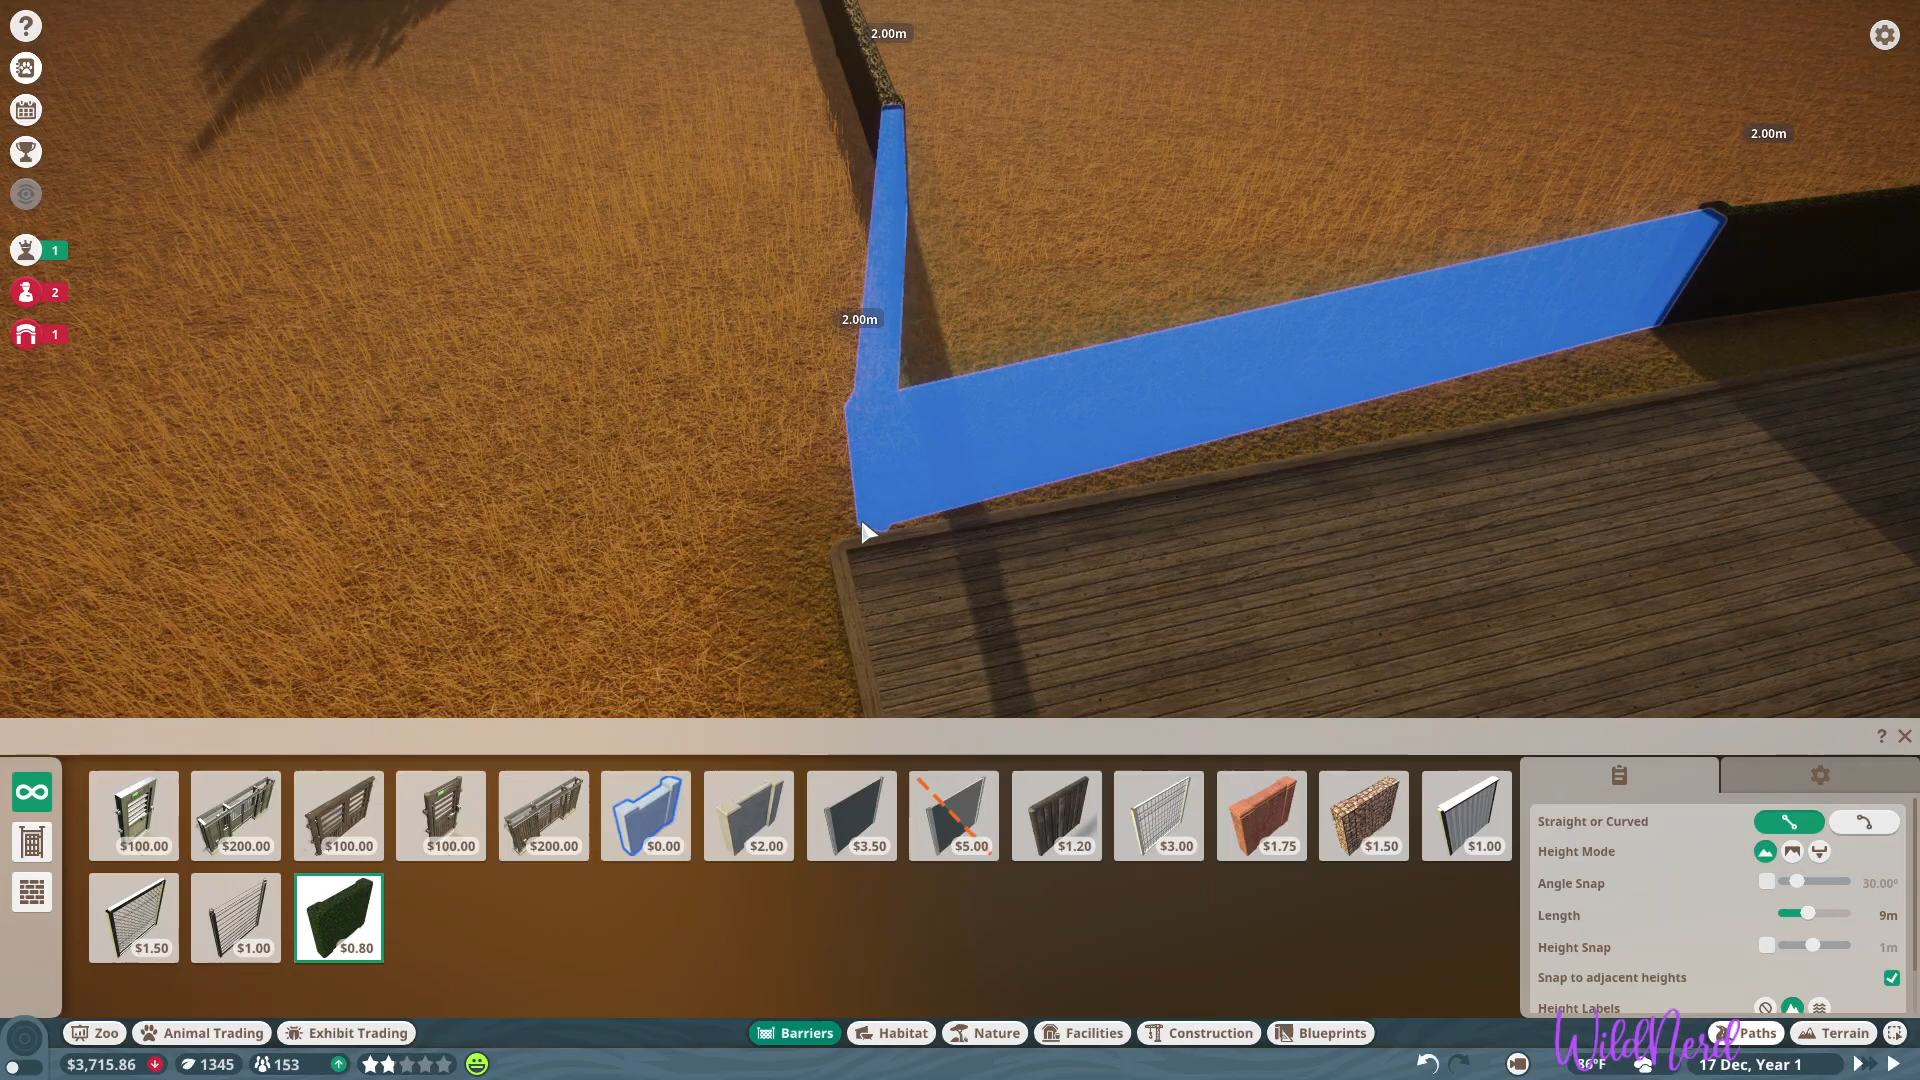 2.00m
2.00m
2.00m
1
2
1
?
$100.00
$200.00
$100.00
$100.00
$200.00
$0.00
$2.00
$3.50
$5.00
$1.20
$3.00
$1.75
$1.50
$1.00
$1.50
$1.00
$0.80
Straight or Curved
Height Mode
Angle Snap
30.00°
Length
9m
Height Snap
1m
Snap to adjacent heights
Height Labels
Zoo
Animal Trading
Exhibit Trading
Barriers
Habitat
Nature
Facilities
Construction
Blueprints
Paths
Terrain
$3,715.86
1345
153
WildNerd
86°F
17 Dec, Year 1